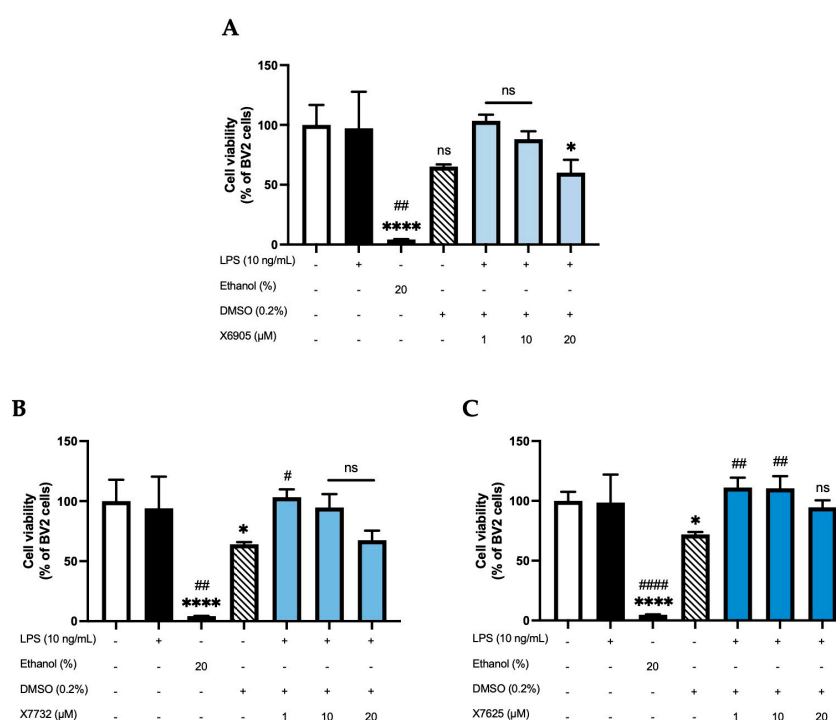 A
150
100
50
0
Cell viability
(% of BV2 cells)
ns
ns
*
##
****
LPS (10 ng/mL) - + - - + + +
Ethanol (%) - - 20 - - - -
DMSO (0.2%) - - - + + + +
X6905 (µM) - - - - 1 10 20
B
150
100
50
0
Cell viability
(% of BV2 cells)
#
ns
*
##
****
LPS (10 ng/mL) - + - - + + +
Ethanol (%) - - 20 - - - -
DMSO (0.2%) - - - + + + +
X7732 (µM) - - - - 1 10 20
C
150
100
50
0
Cell viability
(% of BV2 cells)
## ##
ns
*
####
****
LPS (10 ng/mL) - + - - + + +
Ethanol (%) - - 20 - - - -
DMSO (0.2%) - - - + + + +
X7625 (µM) - - - - 1 10 20